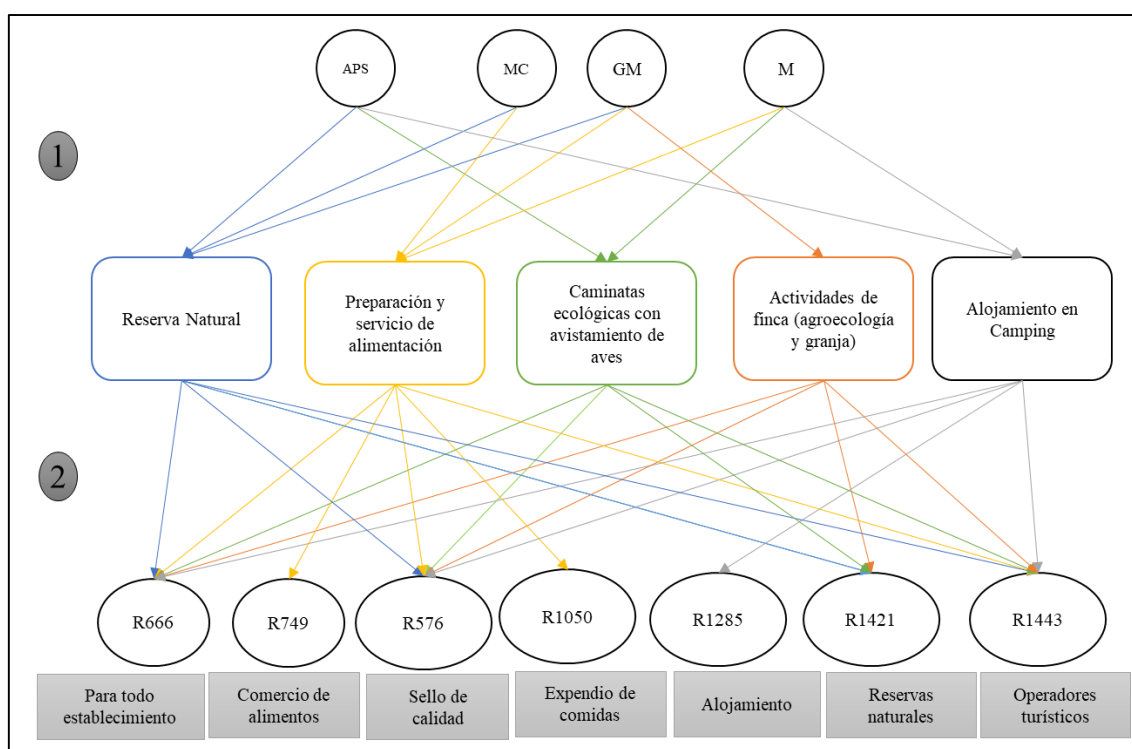 APS
MC
GM
M
1
Reserva Natural
Preparación y
servicio de
alimentación
Caminatas
ecológicas con
avistamiento de
aves
Actividades de
finca (agroecología
y granja)
Alojamiento en
Camping
2
R666
R749
R576
R1050
R1285
R1421
R1443
Para todo
establecimiento
Comercio de
alimentos
Sello de
calidad
Expendio de
comidas
Alojamiento
Reservas
naturales
Operadores
turísticos